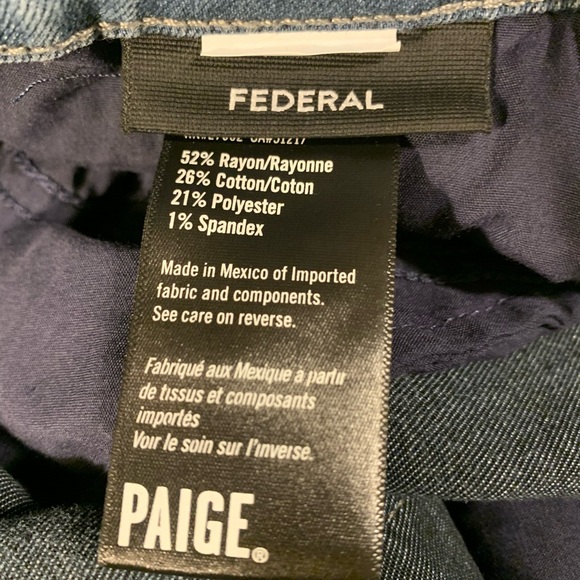 FEDERAL
52% Rayon/Rayonne
26% Cotton/Coton
21% Polyester
1% Spandex
Made in Mexico of Imported
fabric and components.
See care on reverse.
Fabriqué aux Mexique a partir
de tissus et composants
importés
Voir le soin sur l'inverse.
PAIGE®